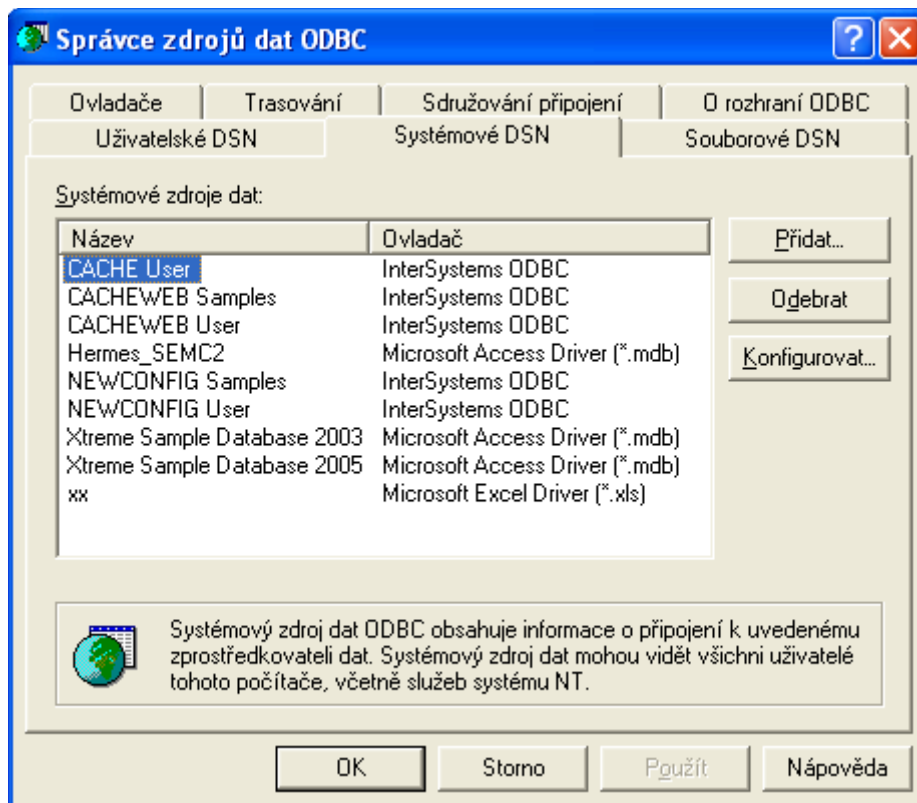 Správce zdrojů dat ODBC
Ovladače Trasování Sdružování připojení O rozhraní ODBC
Uživatelské DSN Systémové DSN Souborové DSN
Systémové zdroje dat:
Název Ovladač
CACHE User InterSystems ODBC
CACHEWEB Samples InterSystems ODBC
CACHEWEB User InterSystems ODBC
Hermes_SEMC2 Microsoft Access Driver (*.mdb)
NEWCONFIG Samples InterSystems ODBC
NEWCONFIG User InterSystems ODBC
Xtreme Sample Database 2003 Microsoft Access Driver (*.mdb)
Xtreme Sample Database 2005 Microsoft Access Driver (*.mdb)
xx Microsoft Excel Driver (*.xls)
Přidat...
Odebrat
Konfigurovat...
Systémový zdroj dat ODBC obsahuje informace o připojení k uvedenému
zprostředkovateli dat. Systémový zdroj dat mohou vidět všichni uživatelé
tohoto počítače, včetně služeb systému NT.
OK Storno Použít Nápověda